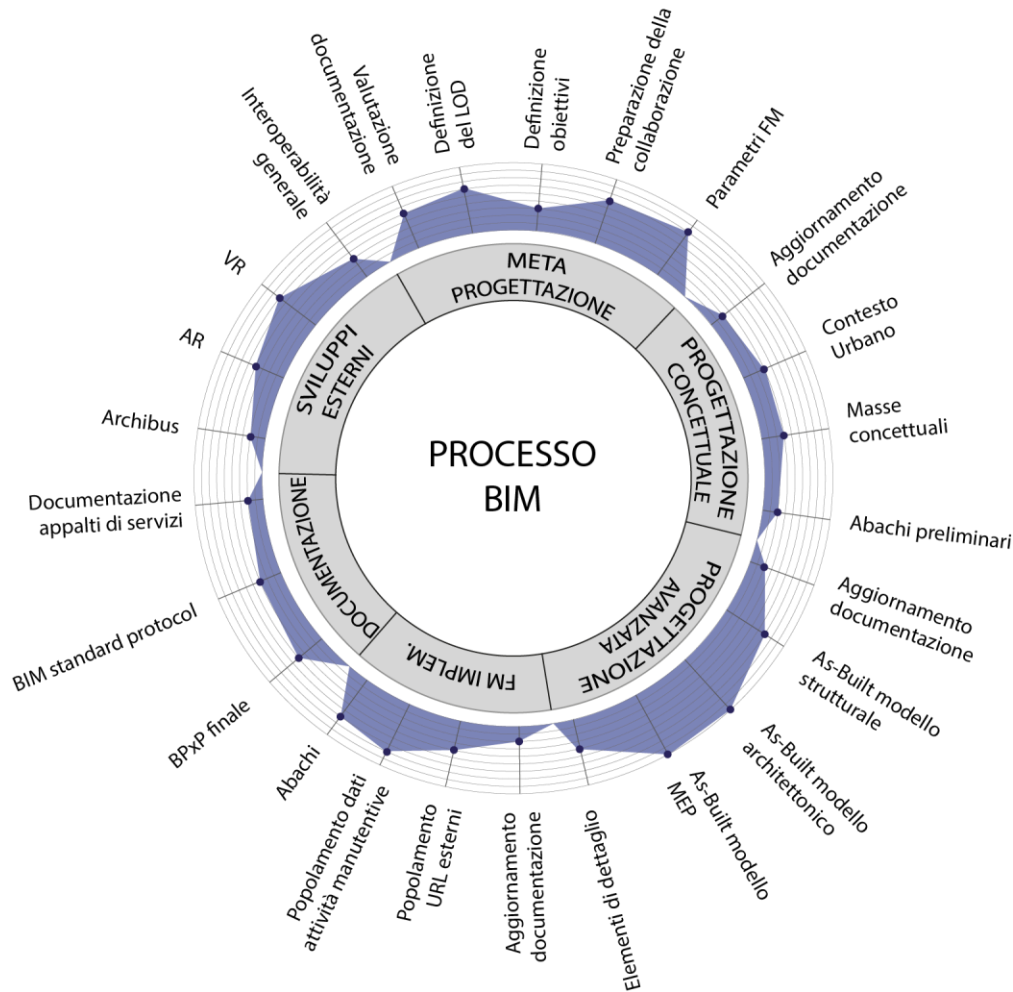 PROCESSO
BIM
META
PROGETTAZIONE
PROGETTAZIONE
CONCETTUALE
PROGETTAZIONE
AVANZATA
FM IMPLEM.
DOCUMENTAZIONE
SVILUPPI
ESTERNI
Valutazione
documentazione
Definizione
del LOD
Definizione
obiettivi
Preparazione della
collaborazione
Parametri FM
Aggiornamento
documentazione
Contesto
Urbano
Masse
concettuali
Abachi preliminari
Aggiornamento
documentazione
As-Built modello
strutturale
As-Built modello
architettonico
As-Built modello
MEP
Elementi di dettaglio
Aggiornamento
documentazione
Popolamento
URL esterni
Popolamento dati
attività manutentive
Abachi
BPxP finale
BIM standard protocol
Documentazione
appalti di servizi
Archibus
AR
VR
Interoperabilità
generale